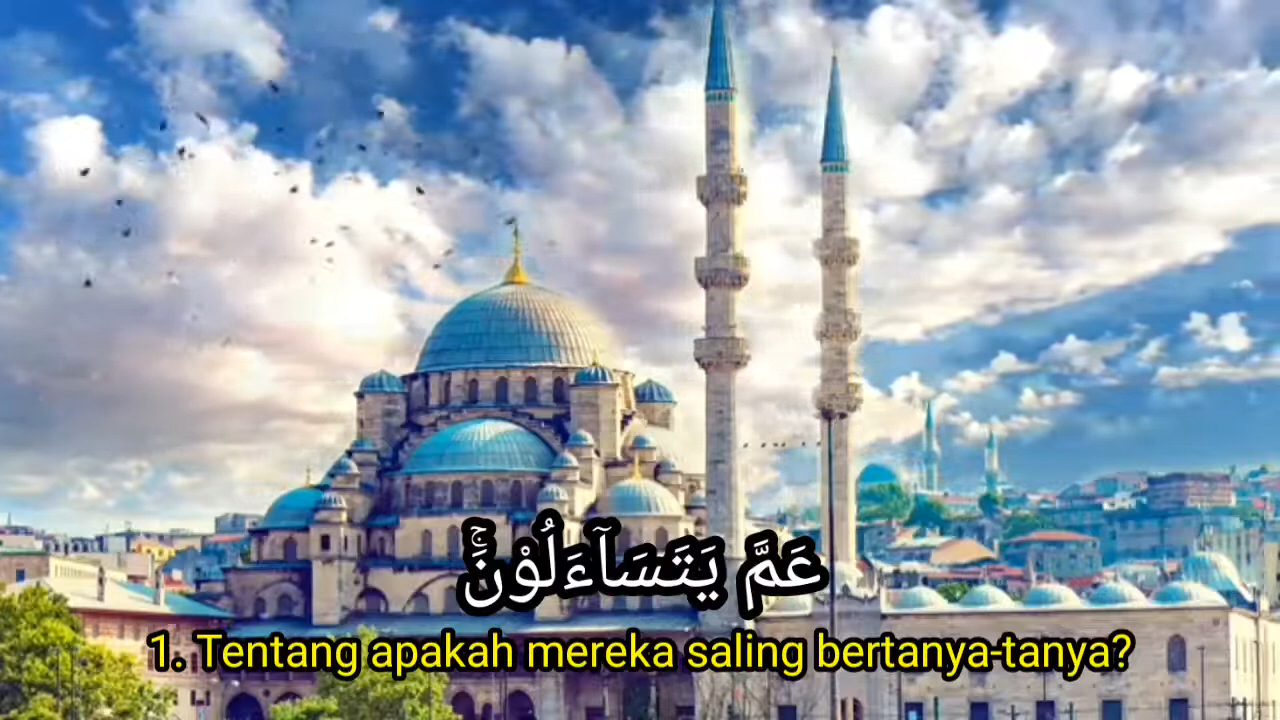 عَمَّ يَتَسَآءَلُوْنَۚ
1. Tentang apakah mereka saling bertanya-tanya?